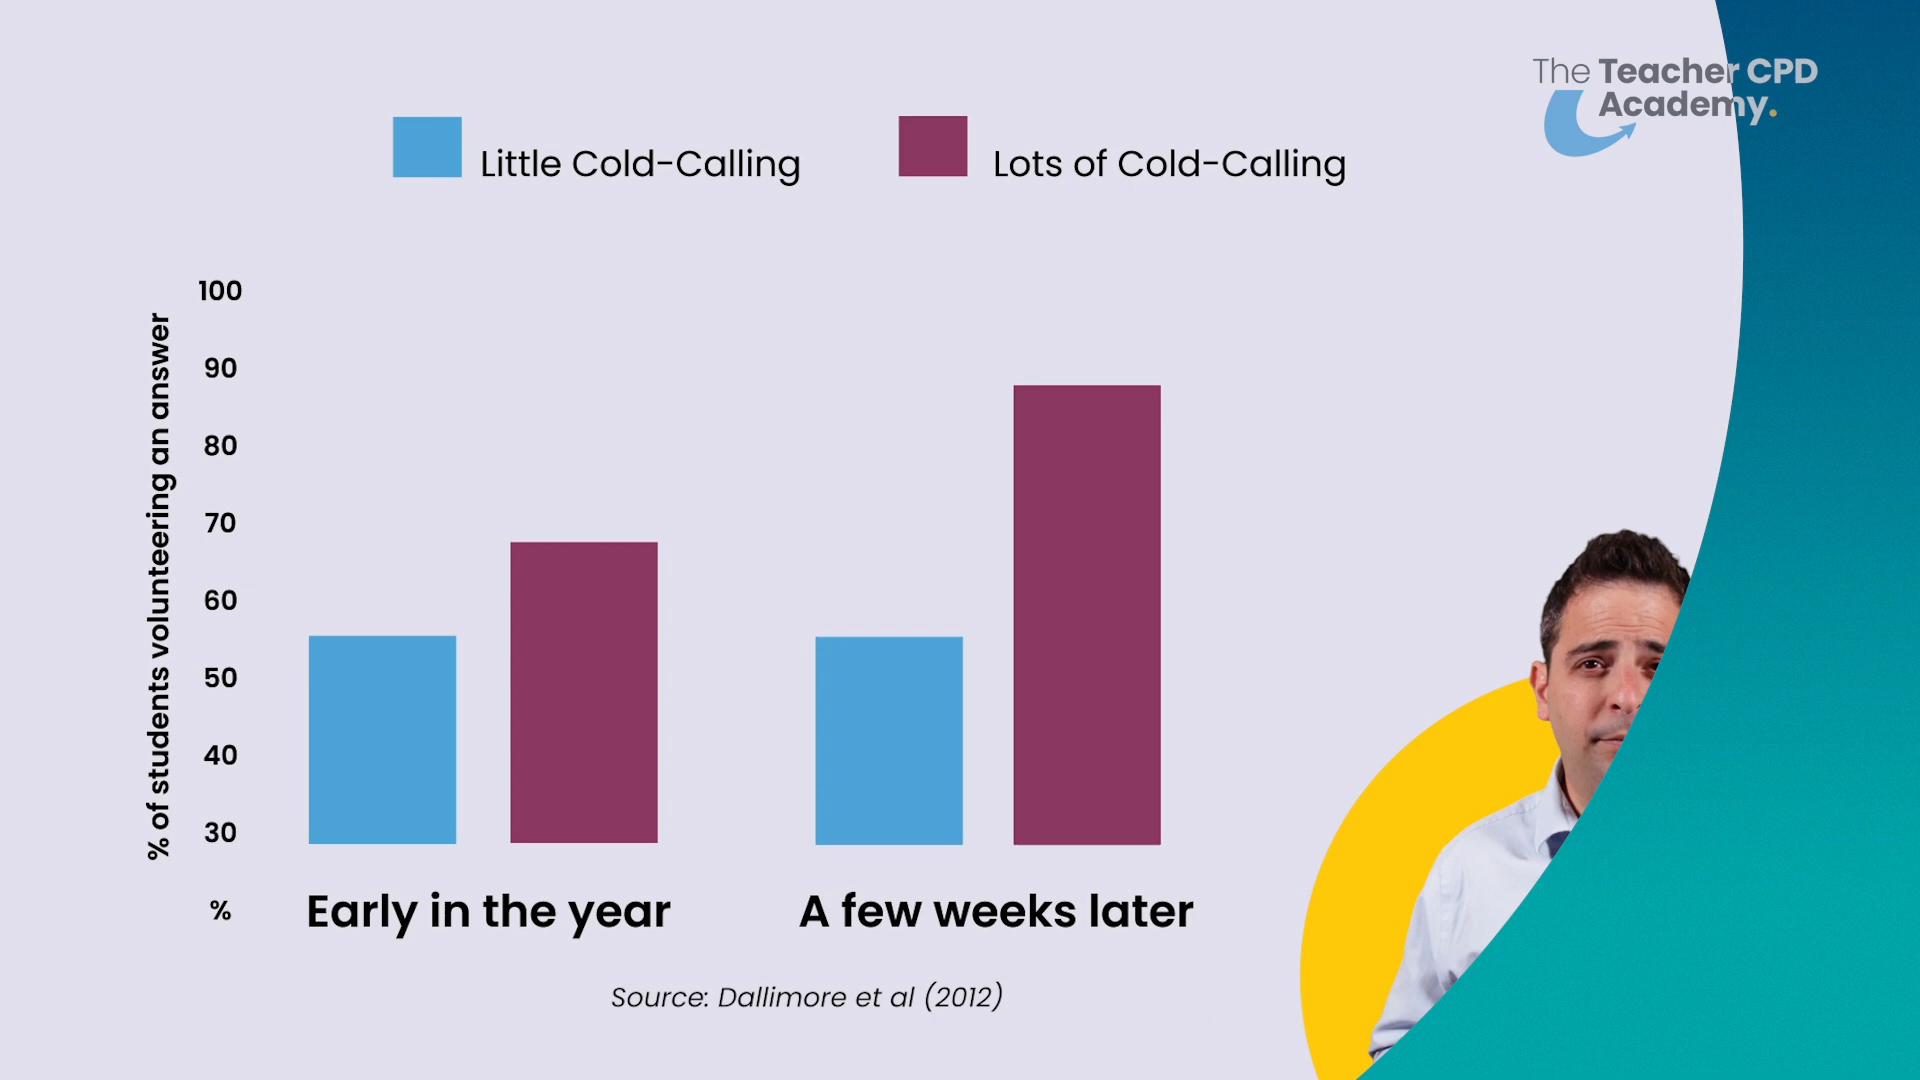 The Teacher CPD
Academy.
Little Cold-Calling
Lots of Cold-Calling
% of students volunteering an answer
100
90
80
70
60
50
40
30
%
Early in the year
A few weeks later
Source: Dallimore et al (2012)